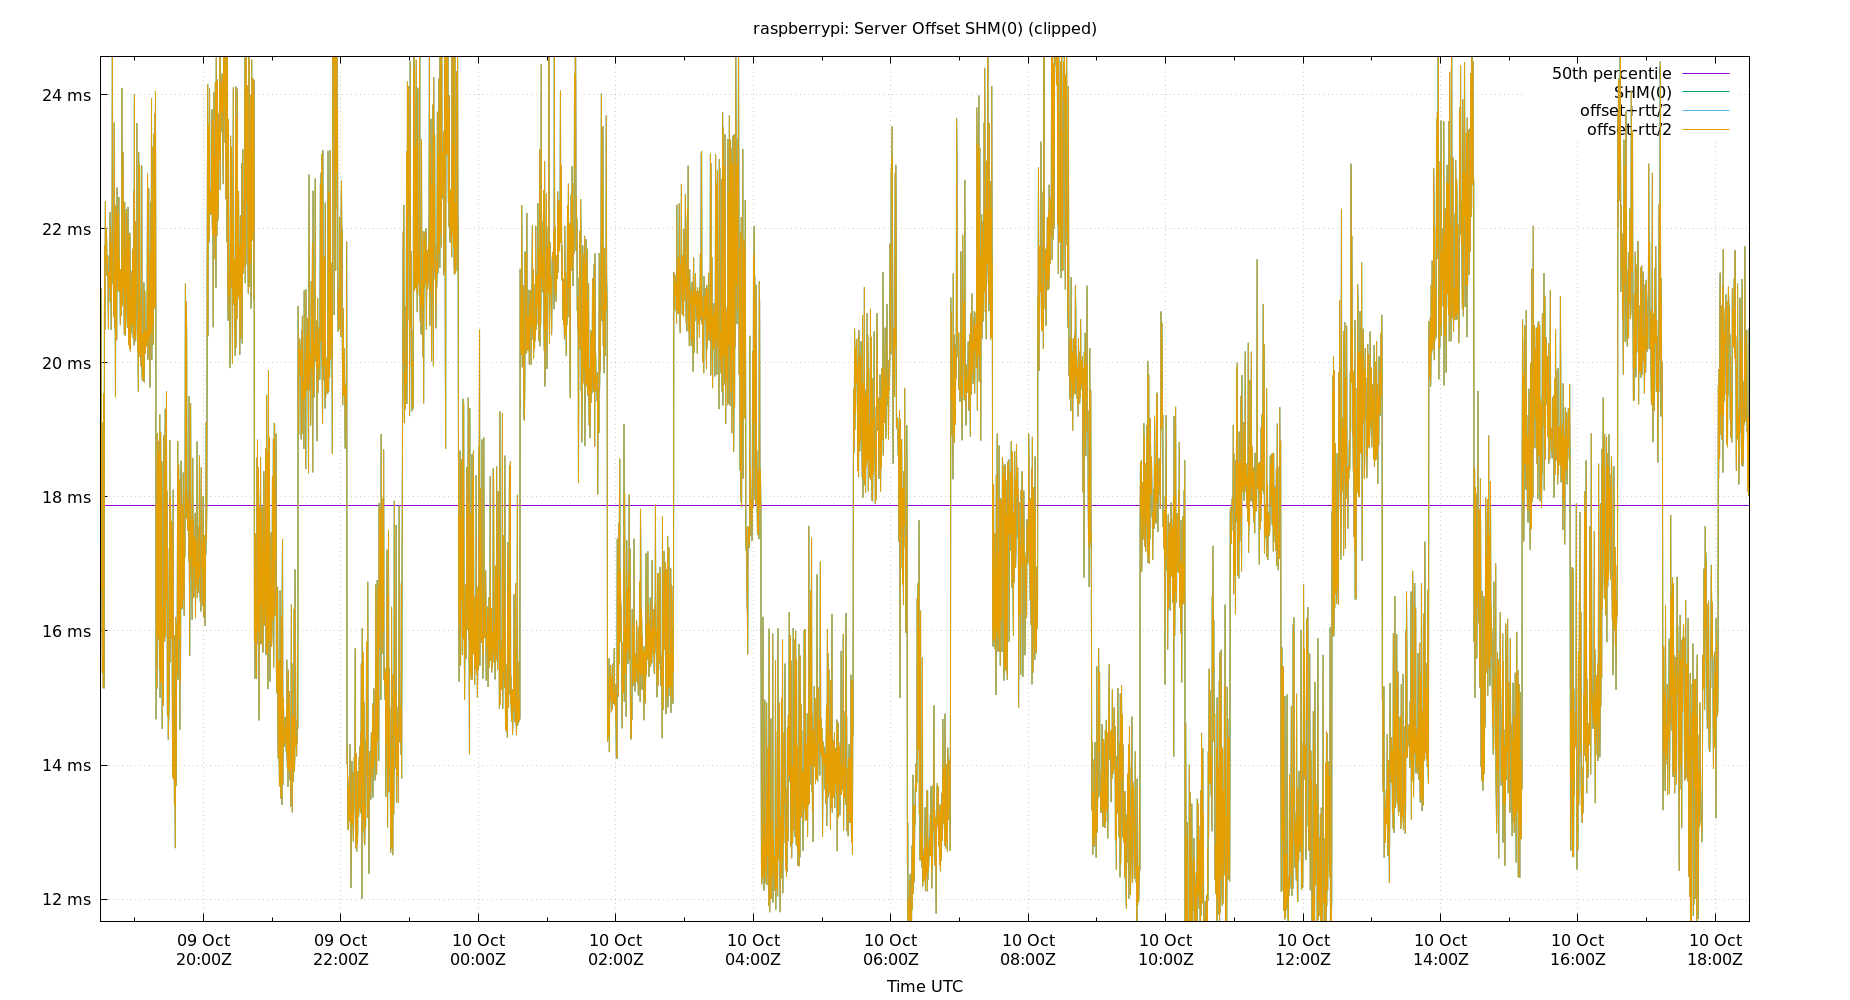 raspberrypi: Server Offset SHM(0) (clipped)
50th percentile
SHM(0)
offset+rtt/2
offset-rtt/2
24 ms
22 ms
20 ms
18 ms
16 ms
14 ms
12 ms
09 Oct 09 Oct 10 Oct 10 Oct 10 Oct 10 Oct 10 Oct 10 Oct 10 Oct 10 Oct 10 Oct 10 Oct
20:00Z 22:00Z 00:00Z 02:00Z 04:00Z 06:00Z 08:00Z 10:00Z 12:00Z 14:00Z 16:00Z 18:00Z
Time UTC